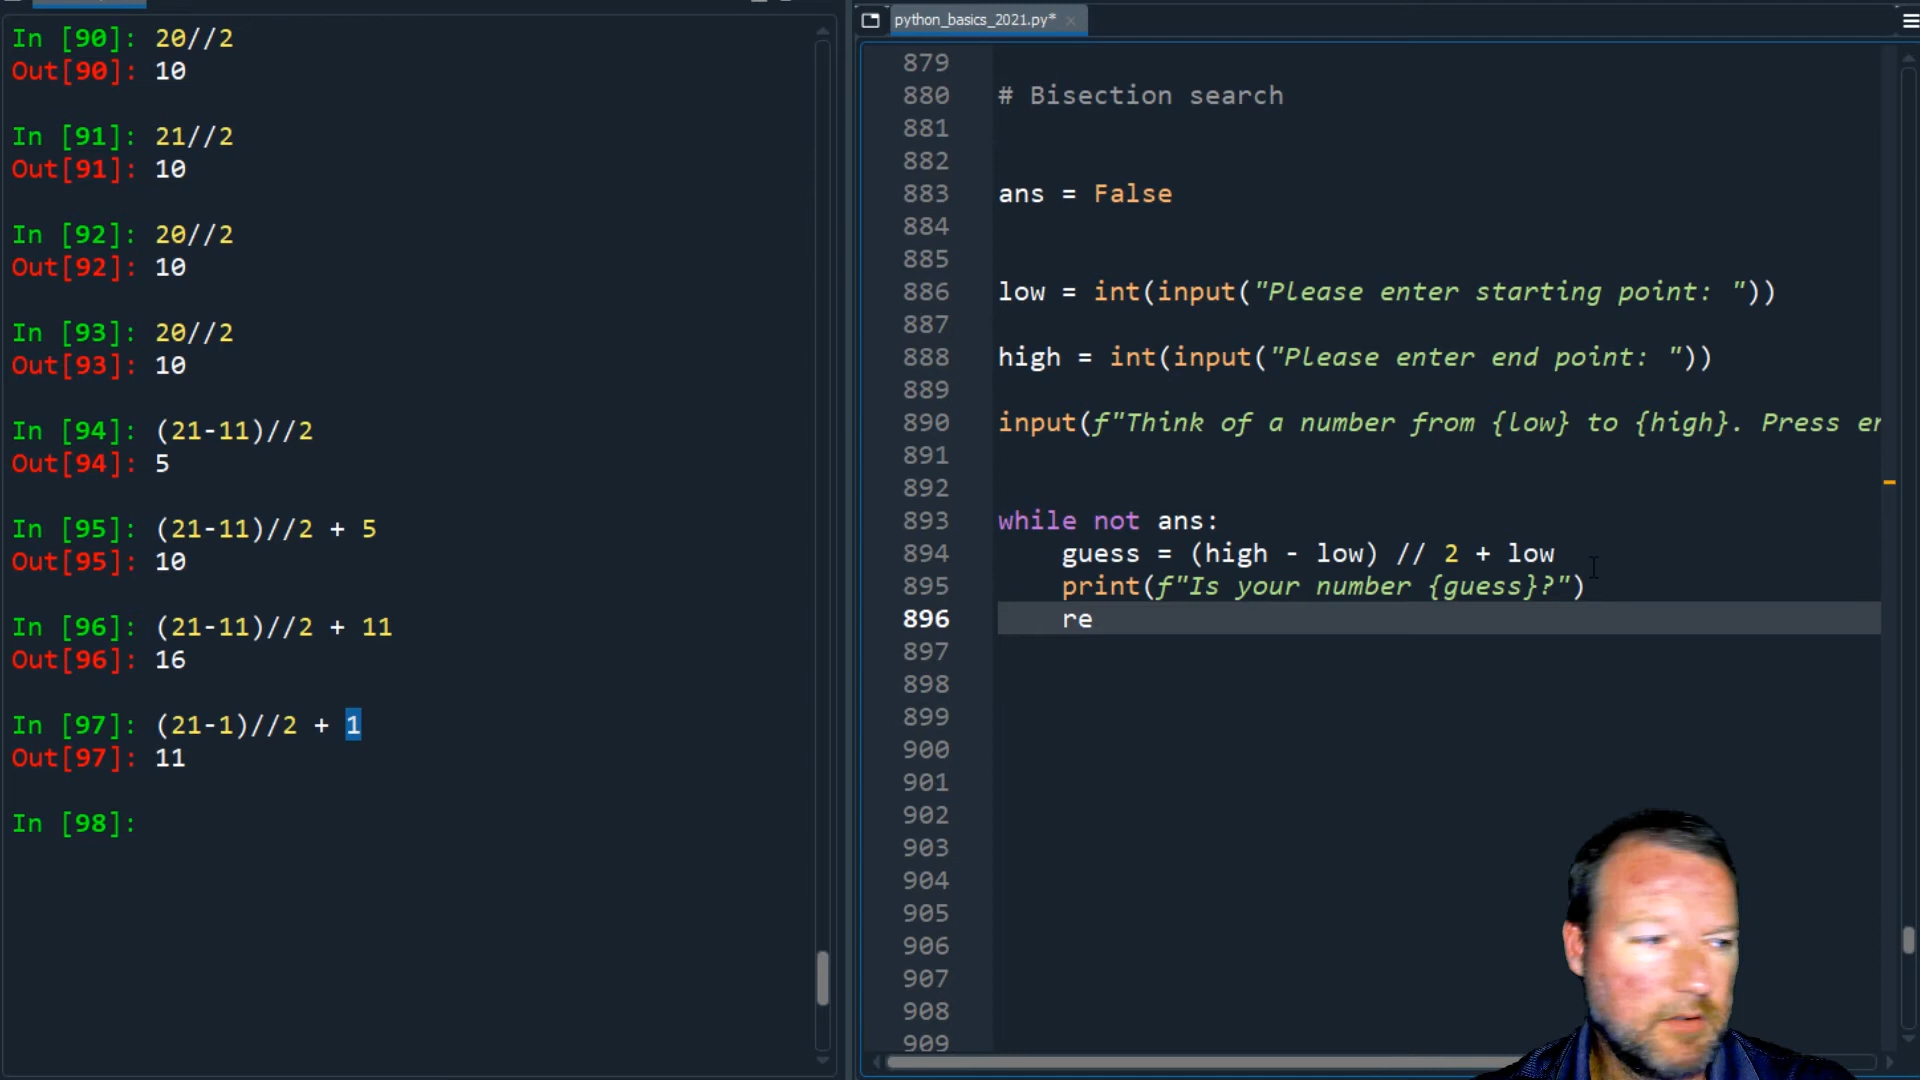 In [90]: 20//2
Out[90]: 10
In [91]: 21//2
Out[91]: 10
In [92]: 20//2
Out[92]: 10
In [93]: 20//2
Out[93]: 10
In [94]: (21-11)//2
Out[94]: 5
In [95]: (21-11)//2 + 5
Out[95]: 10
In [96]: (21-11)//2 + 11
Out[96]: 16
In [97]: (21-1)//2 + 1
Out[97]: 11
In [98]:
python_basics_2021.py*
879
880 # Bisection search
881
882
883 ans = False
884
885
886 low = int(input("Please enter starting point: "))
887
888 high = int(input("Please enter end point: "))
889
890 input(f"Think of a number from {low} to {high}. Press er
891
892
893 while not ans:
894 guess = (high - low) // 2 + low
895 print(f"Is your number {guess}?")
896 re
897
898
899
900
901
902
903
904
905
906
907
908
909